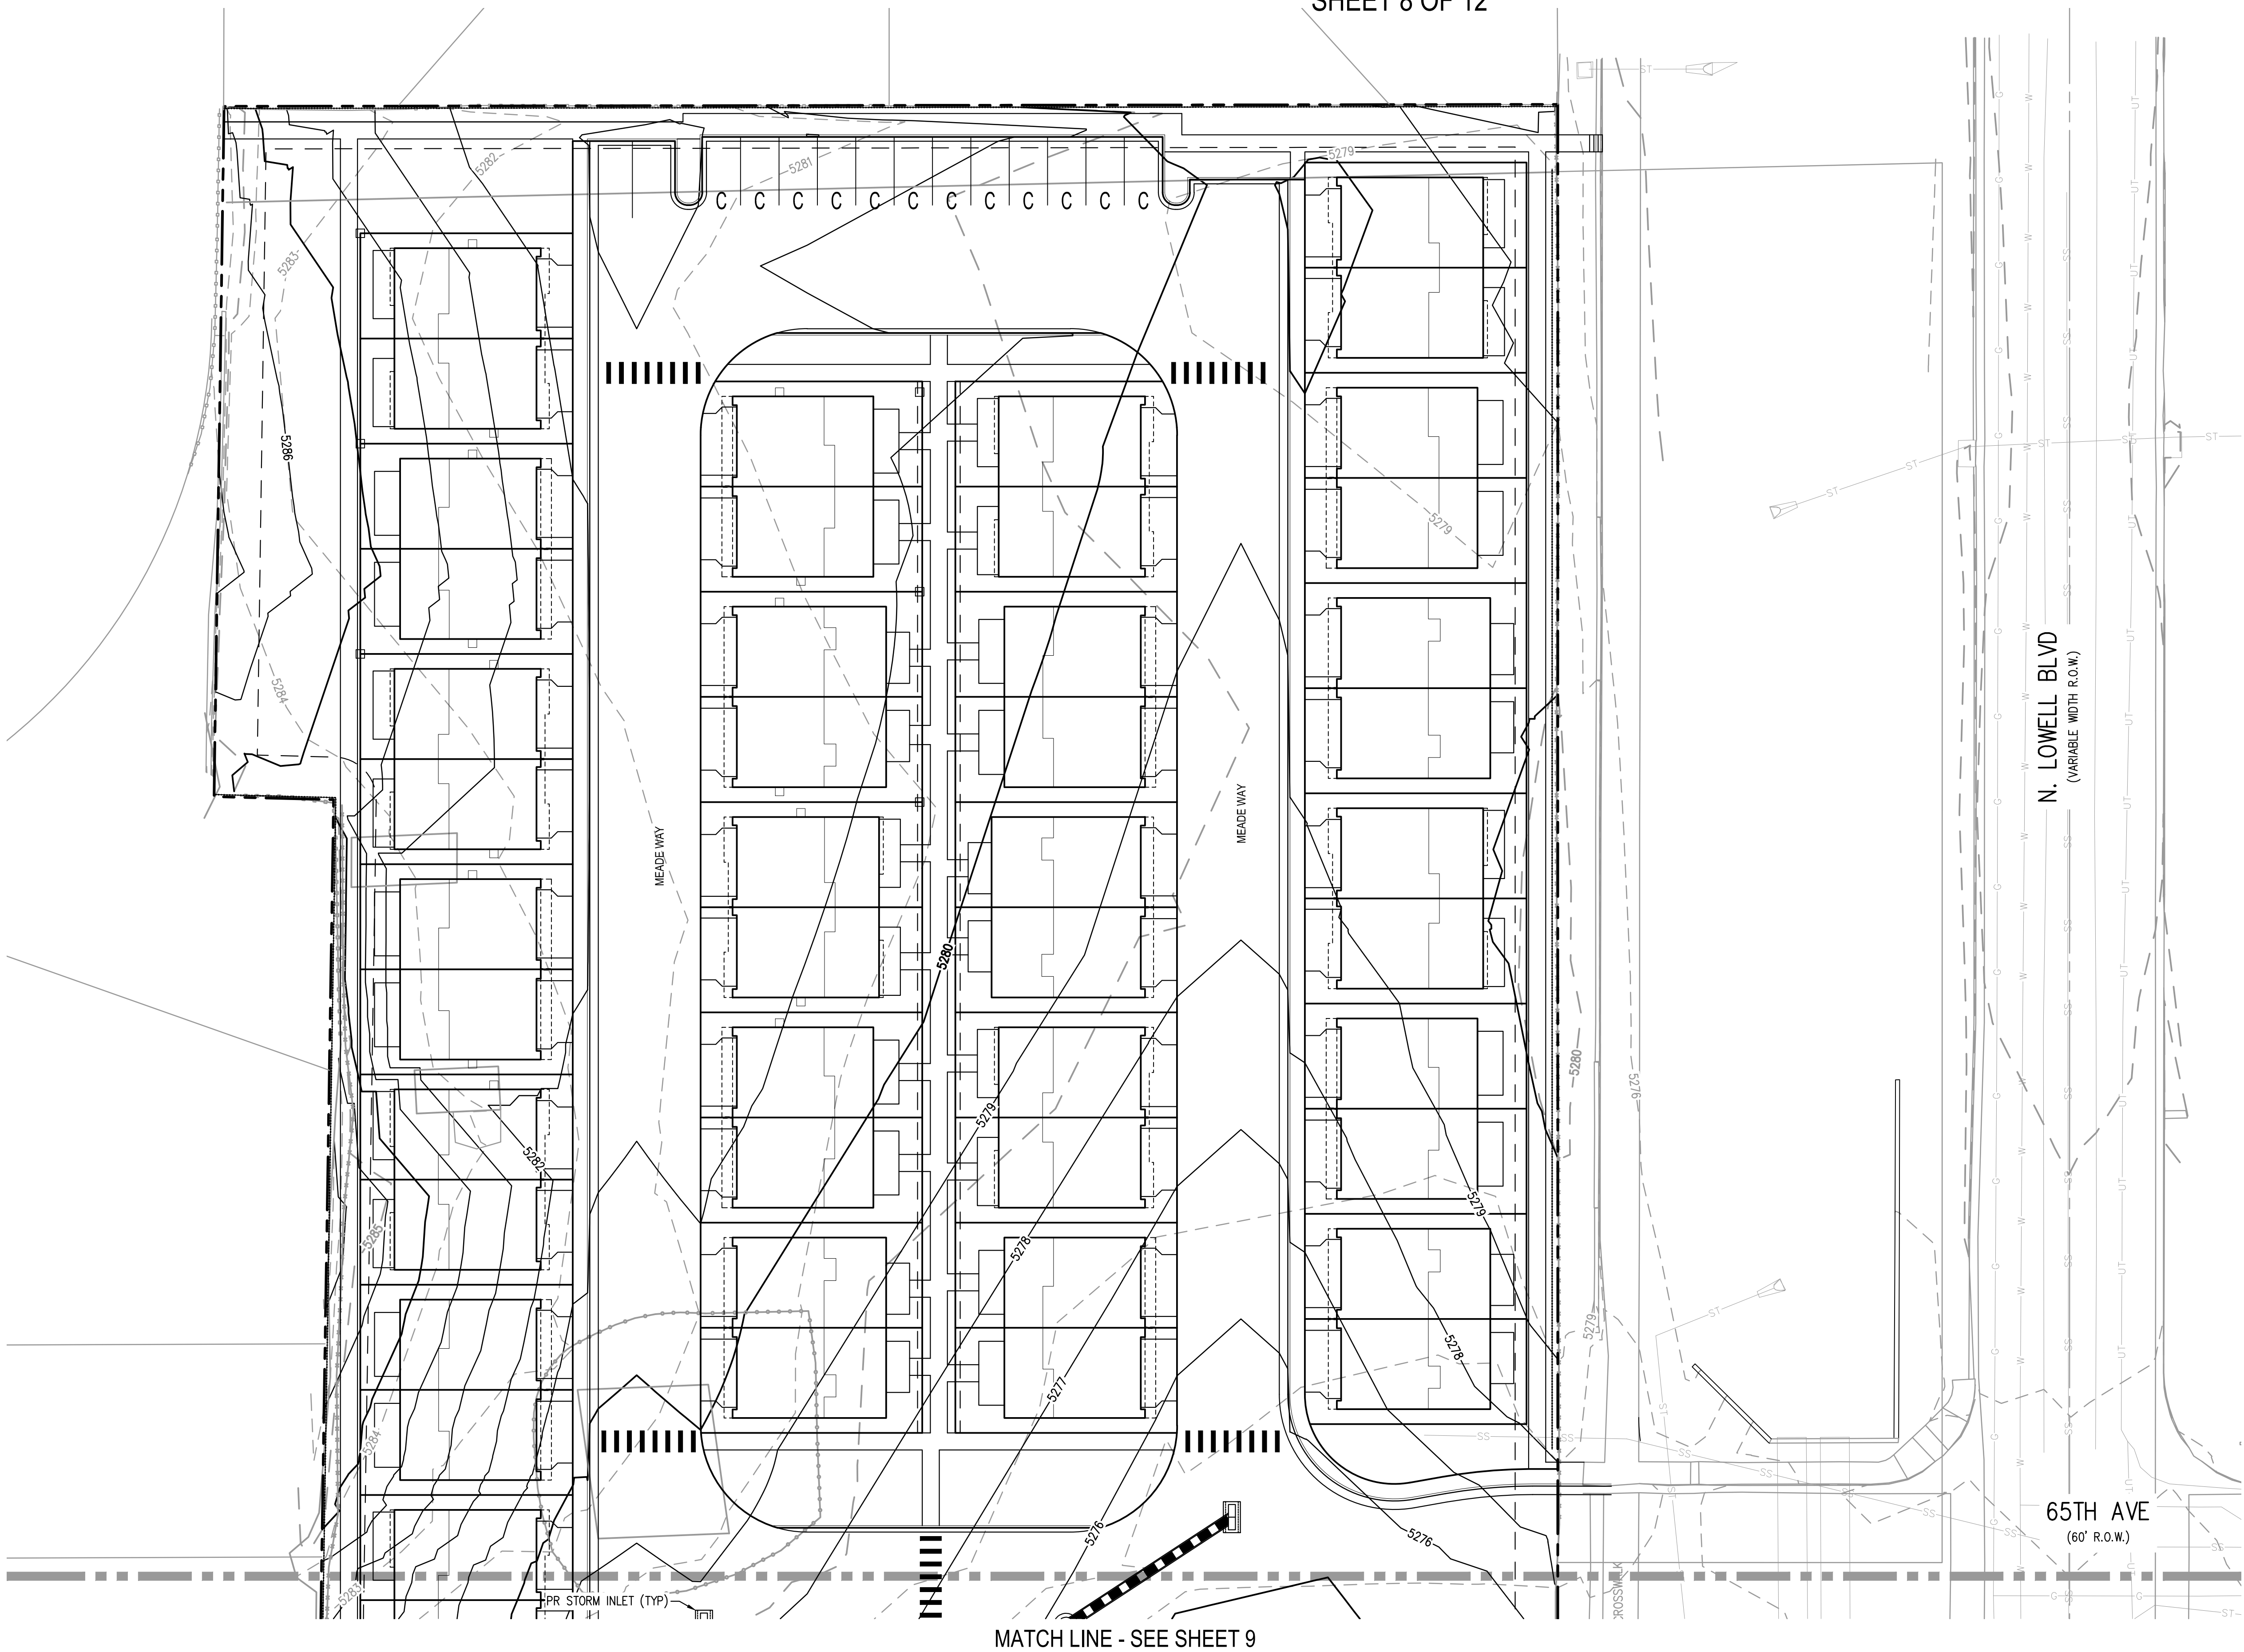 SHEET 8 OF 12
5279
5281
5282
C C C C C C C C C C C C
5283
5286
5279
5284
N. LOWELL BLVD
(VARIABLE WIDTH R.O.W.)
MEADE WAY
MEADE WAY
5280
5280
5276
5279
5282
5279
5285
5278
5279
5278
5277
5284
5276
5276
65TH AVE
(60' R.O.W.)
5283
PR STORM INLET (TYP)
MATCH LINE - SEE SHEET 9